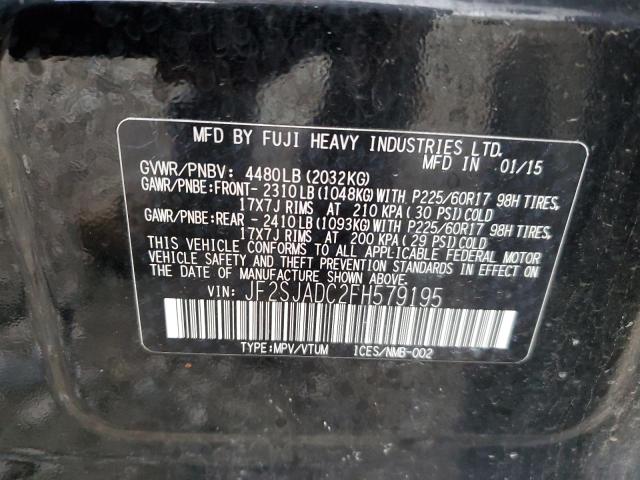 MFD BY FUJI HEAVY INDUSTRIES LTD.
MFD IN 01/15
GVWR/PNBV: 4480LB(2032KG)
GAWR/PNBE:FRONT- 2310LB(1048KG)WITH P225/60R17 98H TIRES,
17X7J RIMS AT 210 KPA(30 PSI)COLD
GAWR/PNBE:REAR - 2410LB(1093KG)WITH P225/60R17 98H TIRES,
17X7J RIMS AT 200 KPA(29 PSI)COLD
THIS VEHICLE CONFORMS TO ALL APPLICABLE FEDERAL MOTOR
VEHICLE SAFETY AND THEFT PREVENTION STANDARDS IN EFFECT ON
THE DATE OF MANUFACTURE SHOWN ABOVE.
VIN: JF2SJADC2FH579195
TYPE:MPV/VTUM ICES/NMB-002